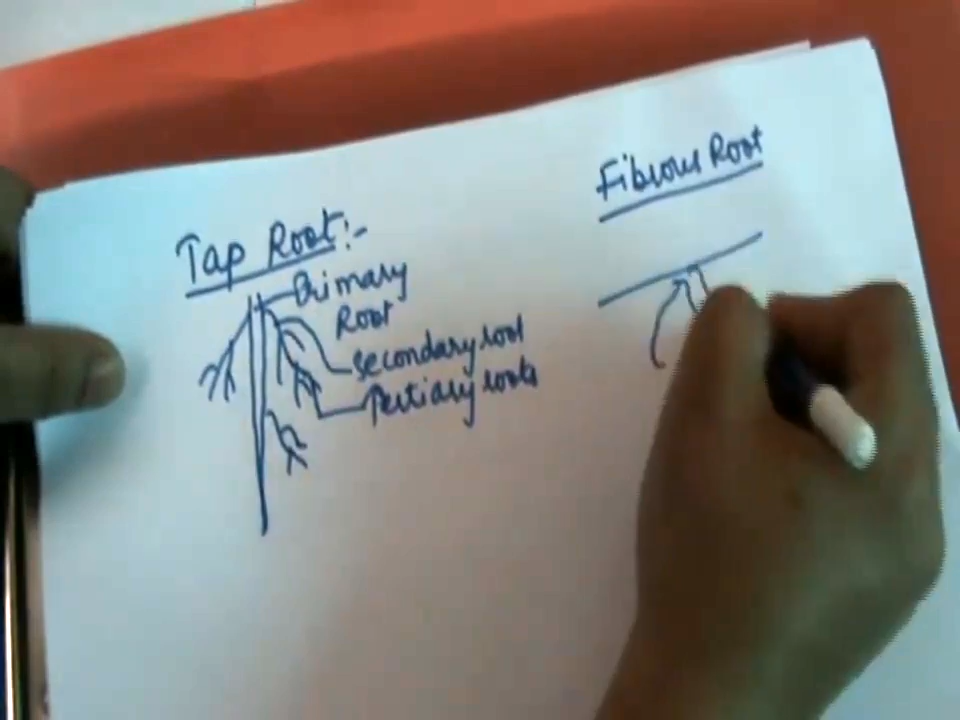 Tap Root:-
Primary
Root
Secondary root
Tertiary roots
Fibrous Root